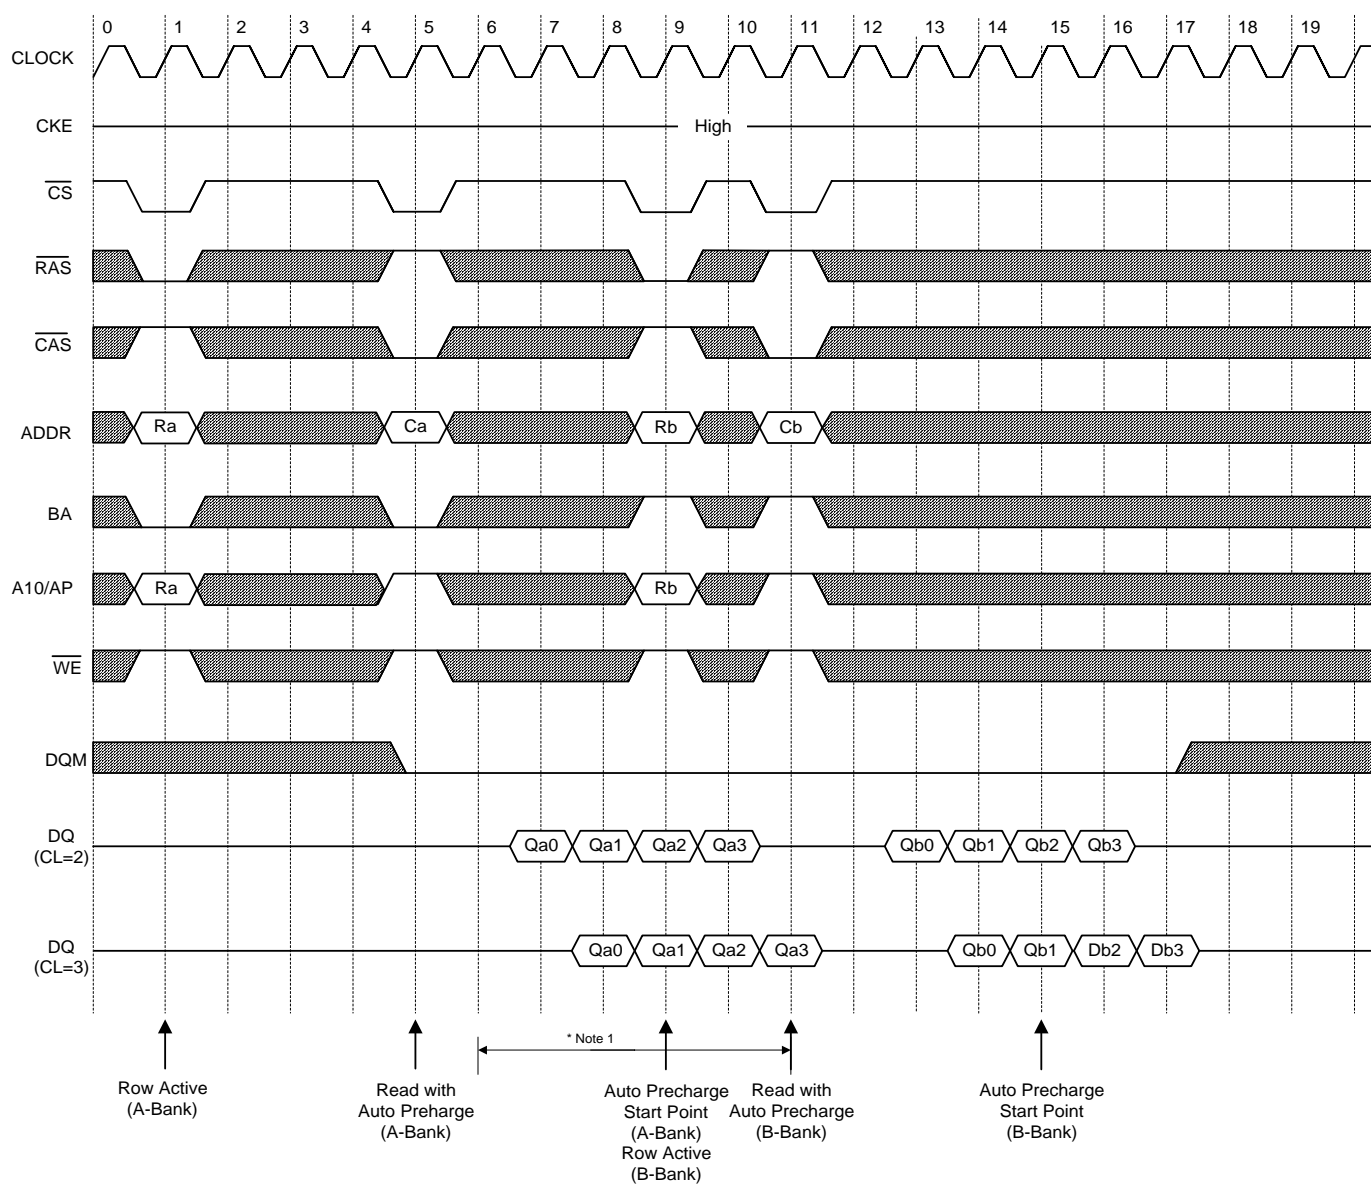 0 1 2 3 4 5 6 7 8 9 10 11 12 13 14 15 16 17 18 19
CLOCK
CKE High
CS
RAS
CAS
ADDR Ra Ca Rb Cb
BA
A10/AP Ra Rb
WE
DQM
DQ
(CL=2) Qa0 Qa1 Qa2 Qa3 Qb0 Qb1 Qb2 Qb3
DQ
(CL=3) Qa0 Qa1 Qa2 Qa3 Qb0 Qb1 Db2 Db3
* Note 1
Row Active
(A-Bank)
Read with
Auto Preharge
(A-Bank)
Auto Precharge
Start Point
(A-Bank)
Row Active
(B-Bank)
Read with
Auto Precharge
(B-Bank)
Auto Precharge
Start Point
(B-Bank)